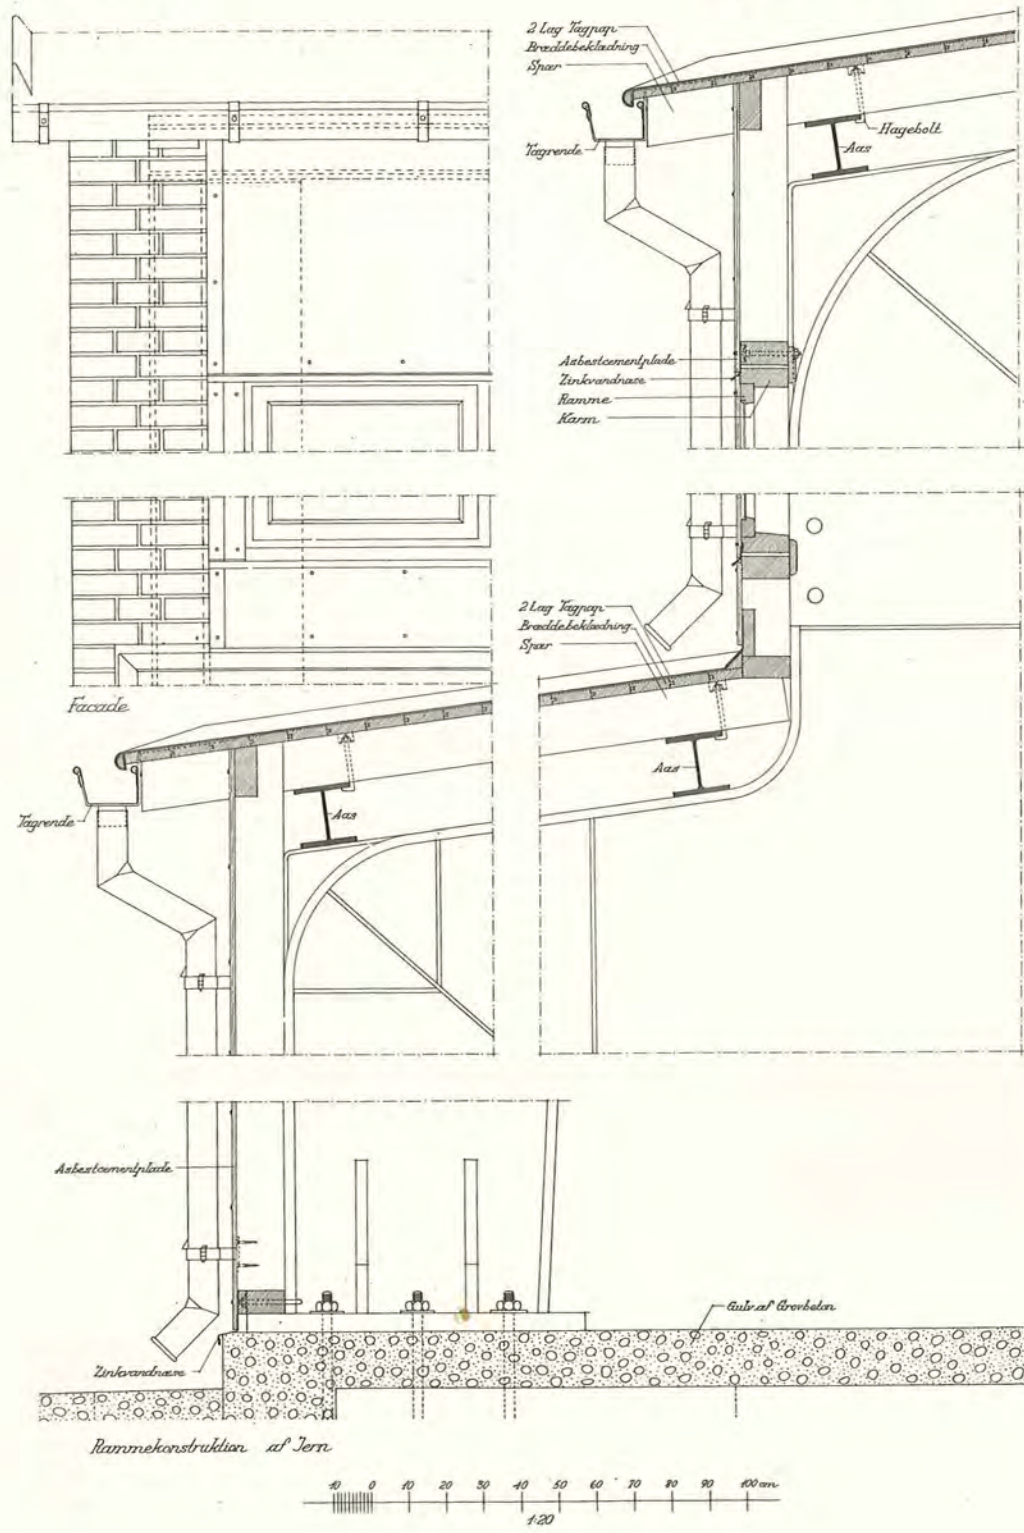 2 Lag Tagpap
Bræddebeklædning
Spær
Hagebolt
Aas
Tagrende
Asbestcementplade
Zinkvandnæse
Ramme
Karm
2 Lag Tagpap
Bræddebeklædning
Spær
Facade
Aas
Tagrende
Aas
Asbestcementplade
Gulv af Grovbeton
Zinkvandnæse
Rammekonstruktion af Jern
10 0 10 20 30 40 50 60 70 80 90 100 cm
1:20